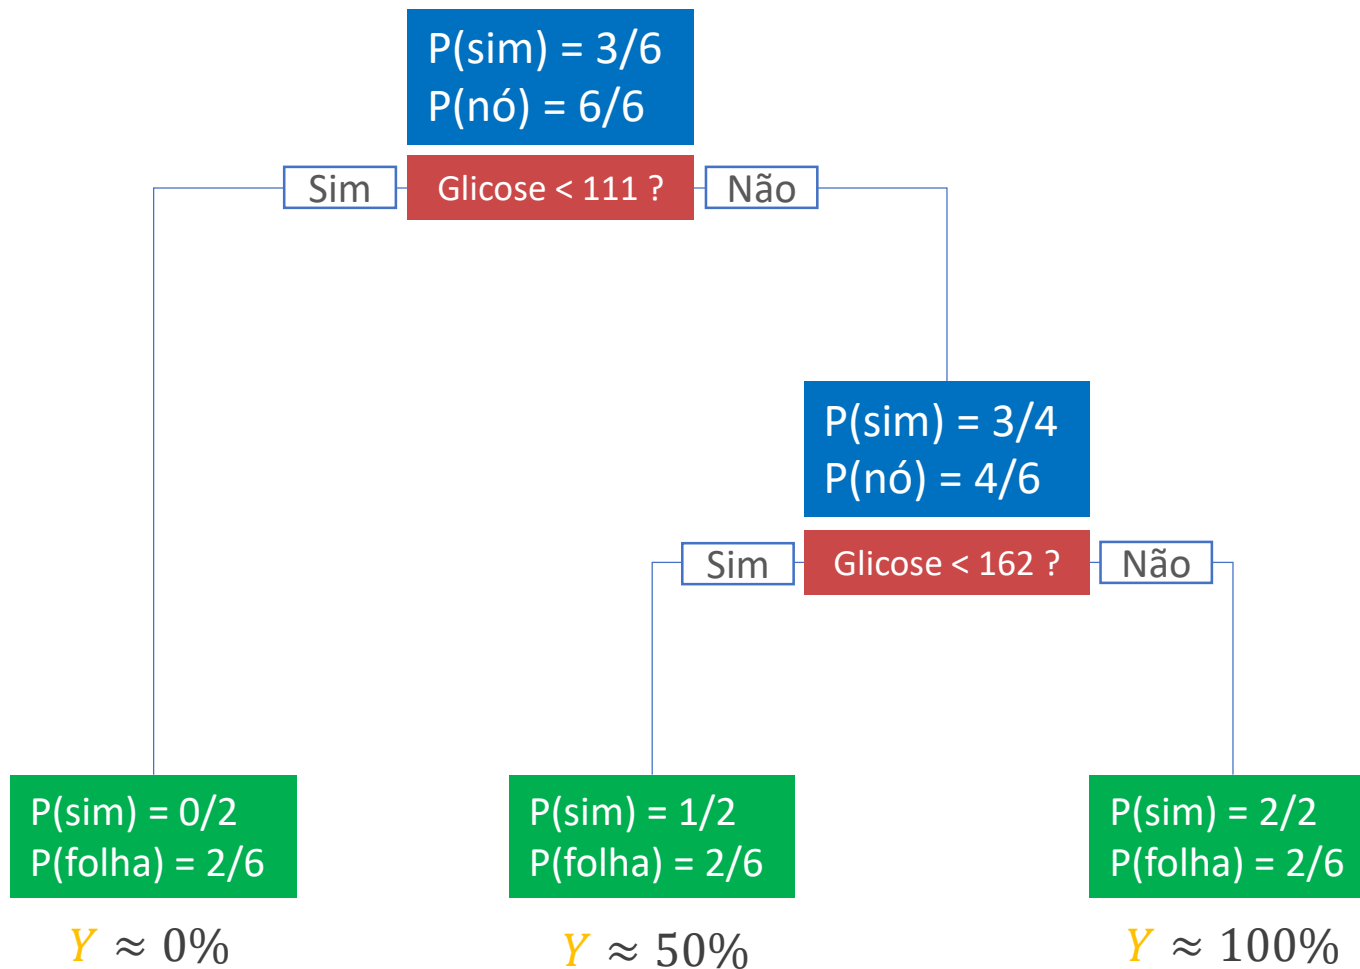 P(sim) = 3/6
P(nó) = 6/6
Sim
Glicose < 111 ?
Não
P(sim) = 3/4
P(nó) = 4/6
Sim
Glicose < 162 ?
Não
P(sim) = 0/2
P(folha) = 2/6
P(sim) = 1/2
P(folha) = 2/6
P(sim) = 2/2
P(folha) = 2/6
Y ≈ 0%
Y ≈ 50%
Y ≈ 100%